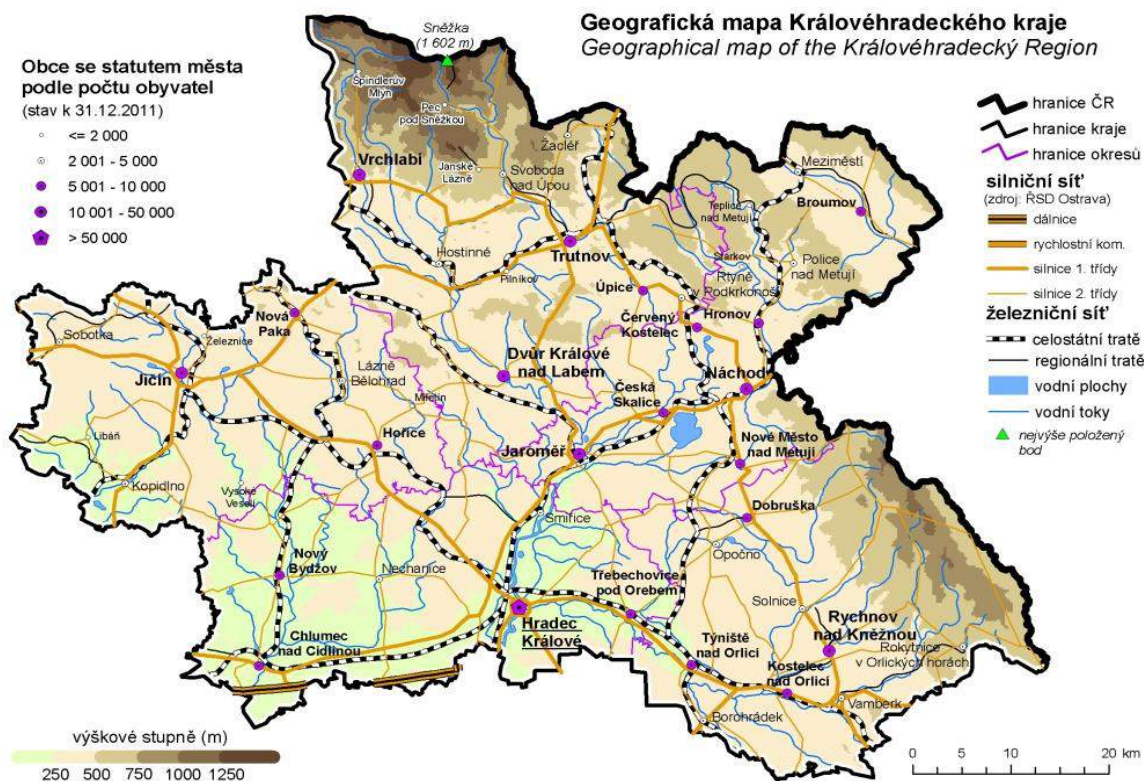 Geografická mapa Královéhradeckého kraje
Geographical map of the Královéhradecký Region
Obce se statutem města
podle počtu obyvatel
(stav k 31.12.2011)
<= 2 000
2 001 - 5 000
5 001 - 10 000
10 001 - 50 000
> 50 000
hranice ČR
hranice kraje
hranice okresů
silniční síť
(zdroj: ŘSD Ostrava)
dálnice
rychlostní kom.
silnice 1. třídy
silnice 2. třídy
železniční síť
celostátní tratě
regionální tratě
vodní plochy
vodní toky
nejvýše položený
bod
Sněžka
(1 602 m)
Špindlerův
Mlýn
Pec
pod Sněžkou
Žacléř
Vrchlabí
Janské
Lázně
Svoboda
nad Úpou
Meziměstí
Teplice
nad Metují
Broumov
Hostinné
Trutnov
Stárkov
Police
nad Metují
Pilníkov
Rtyně
v Podkrkonoší
Úpice
Nová
Paka
Červený
Kostelec
Hronov
Sobotka
Železnice
Dvůr Králové
nad Labem
Lázně
Bělohrad
Jičín
Náchod
Česká
Skalice
Miletín
Libáň
Hořice
Jaroměř
Nové Město
nad Metují
Kopidlno
Vysoké
Veselí
Dobruška
Smiřice
Opočno
Nový
Bydžov
Nechanice
Třebechovice
pod Orebem
Solnice
Hradec
Králové
Rychnov
nad Kněžnou
Chlumec
nad Cidlinou
Týniště
nad Orlicí
Rokytnice
v Orlických horách
Kostelec
nad Orlicí
Vamberk
Borohrádek
výškové stupně (m)
250 500 750 1000 1250
0 5 10 20 km